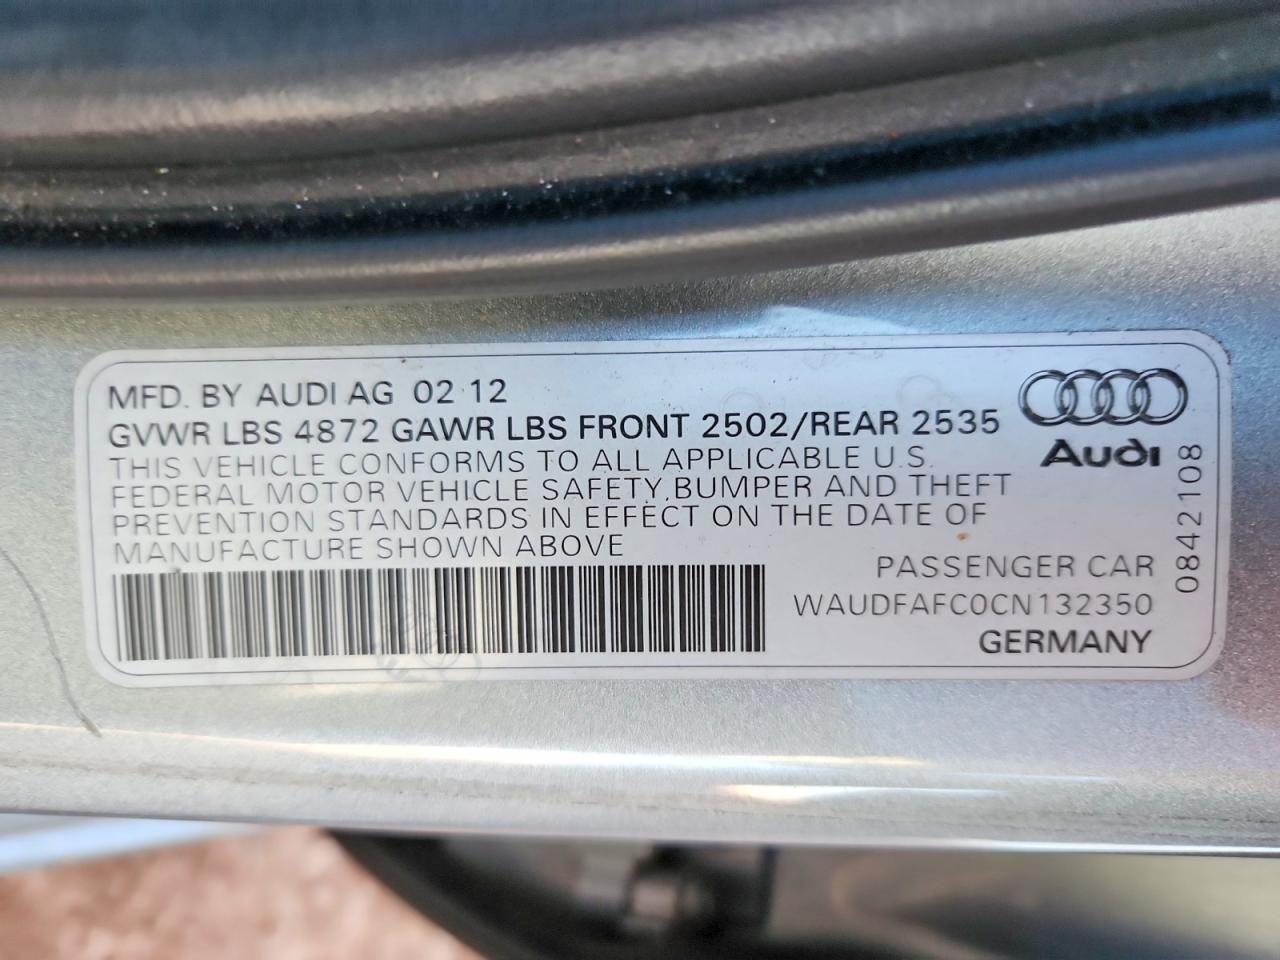 MFD. BY AUDI AG 02 12
GVWR LBS 4872 GAWR LBS FRONT 2502/REAR 2535
THIS VEHICLE CONFORMS TO ALL APPLICABLE U.S.
FEDERAL MOTOR VEHICLE SAFETY, BUMPER AND THEFT
PREVENTION STANDARDS IN EFFECT ON THE DATE OF
MANUFACTURE SHOWN ABOVE
PASSENGER CAR
WAUDFAFC0CN132350
GERMANY
Audi
0842108